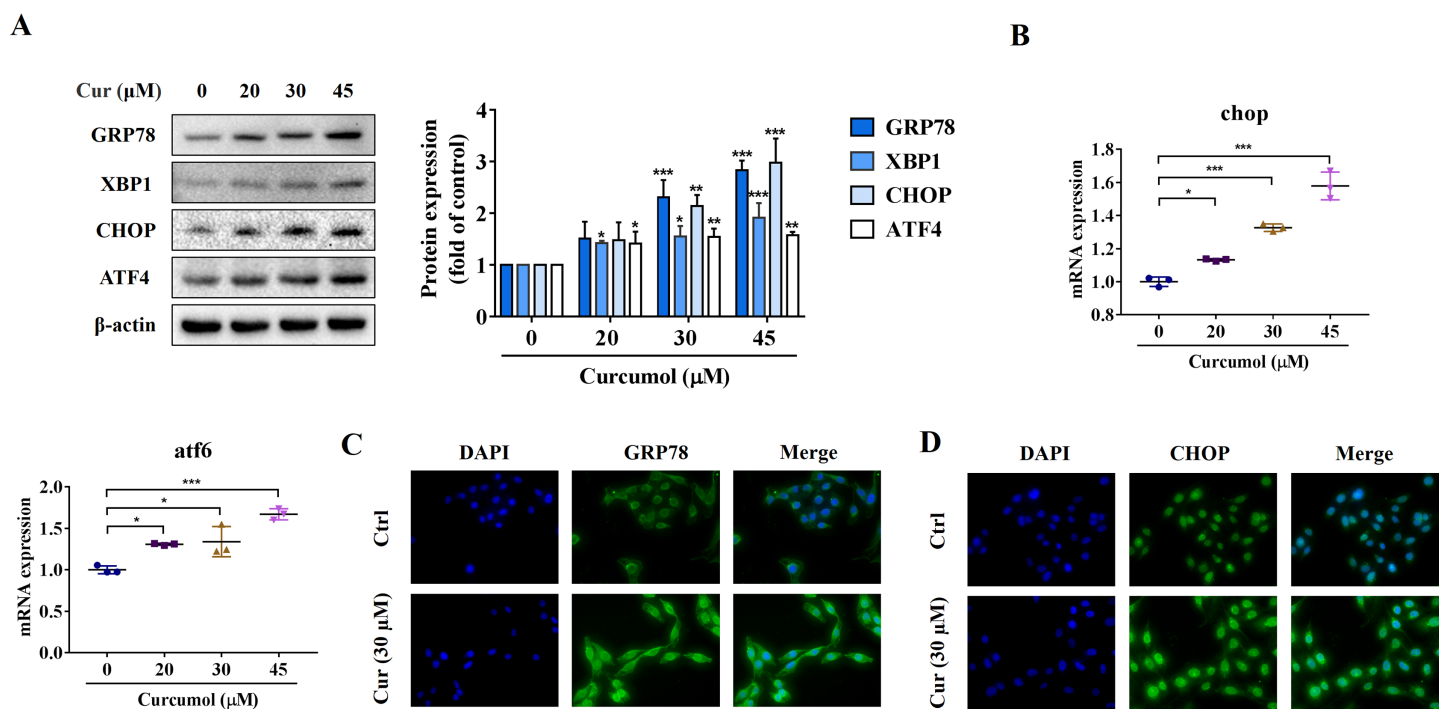 A
Cur (μM) 0 20 30 45
GRP78
XBP1
CHOP
ATF4
β-actin
Protein expression
(fold of control)
4
3
2
1
0
*** *** ***
*** ** * ** * * ** **
0 20 30 45
Curcumol (μM)
GRP78
XBP1
CHOP
ATF4
B
chop
mRNA expression
1.8
1.6
1.4
1.2
1.0
0.8
***
***
*
0 20 30 45
Curcumol (μM)
atf6
mRNA expression
2.0
1.5
1.0
0.5
0.0
***
*
*
0 20 30 45
Curcumol (μM)
C
DAPI GRP78 Merge
Ctrl
Cur (30 μM)
D
DAPI CHOP Merge
Ctrl
Cur (30 μM)